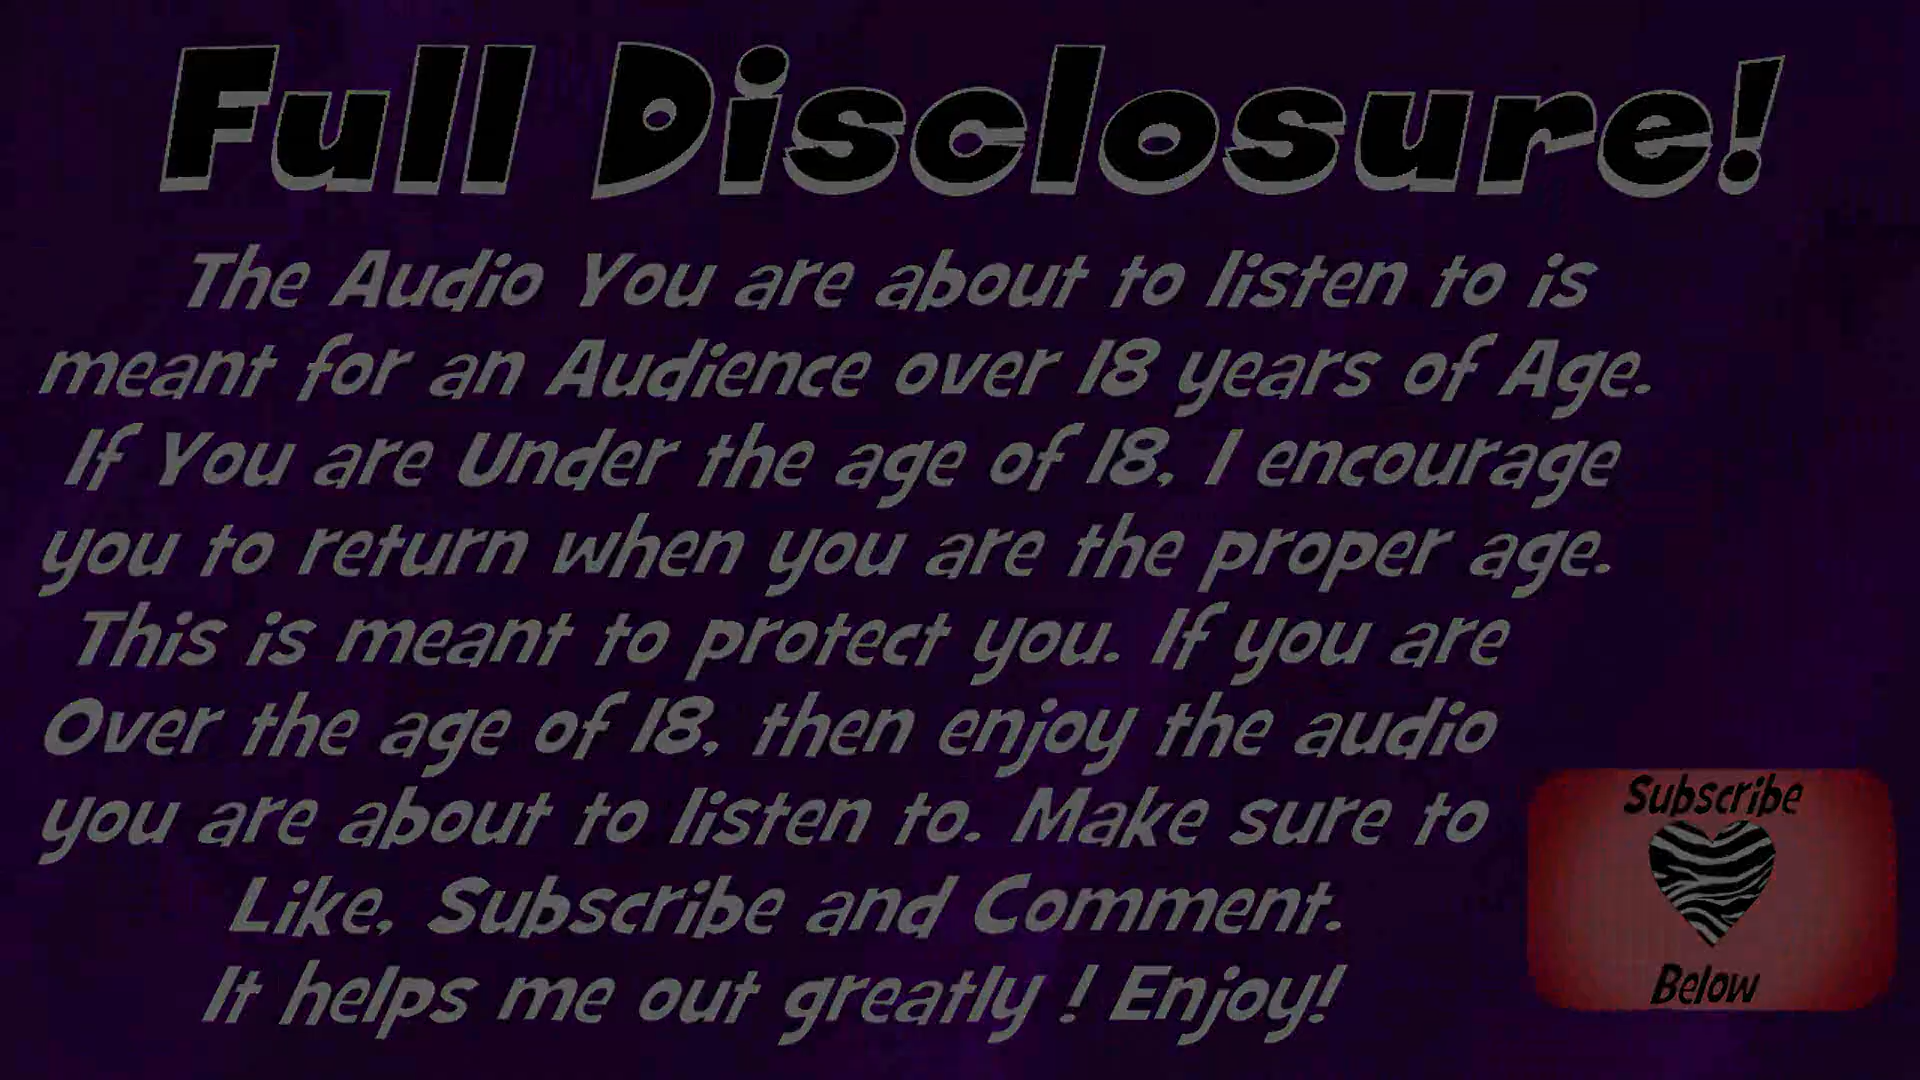 Full Disclosure!
The Audio You are about to listen to is
meant for an Audience over 18 years of Age.
If You are Under the age of 18, I encourage
you to return when you are the proper age.
This is meant to protect you. If you are
Over the age of 18, then enjoy the audio
you are about to listen to. Make sure to
Like, Subscribe and Comment.
It helps me out greatly ! Enjoy!
Subscribe
Below